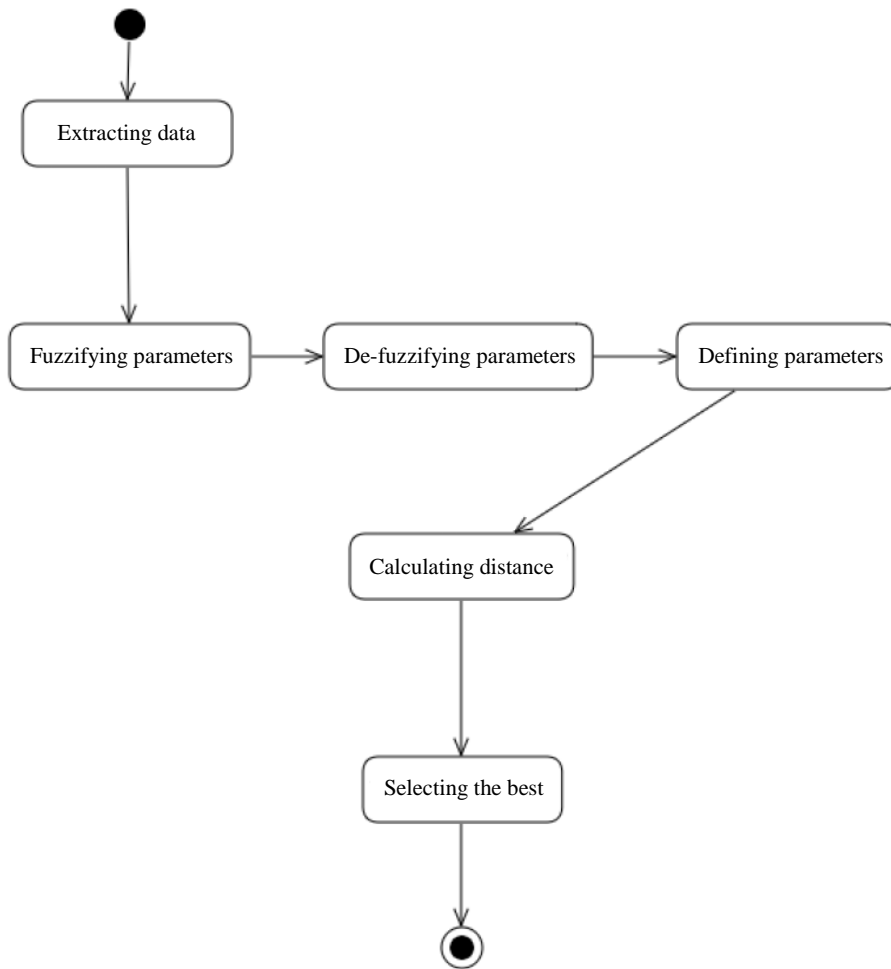 Extracting data
Fuzzifying parameters
De-fuzzifying parameters
Defining parameters
Calculating distance
Selecting the best